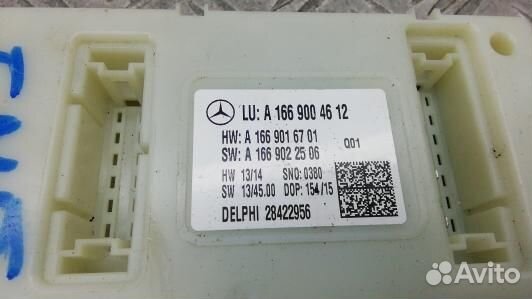 LU: A 166 900 46 12
HW: A 166 901 67 01
SW: A 166 902 25 06
Q01
HW 13/14 SNO: 0380
SW 13/45.00 DOP: 154/15
DELPHI 28422956
Avito